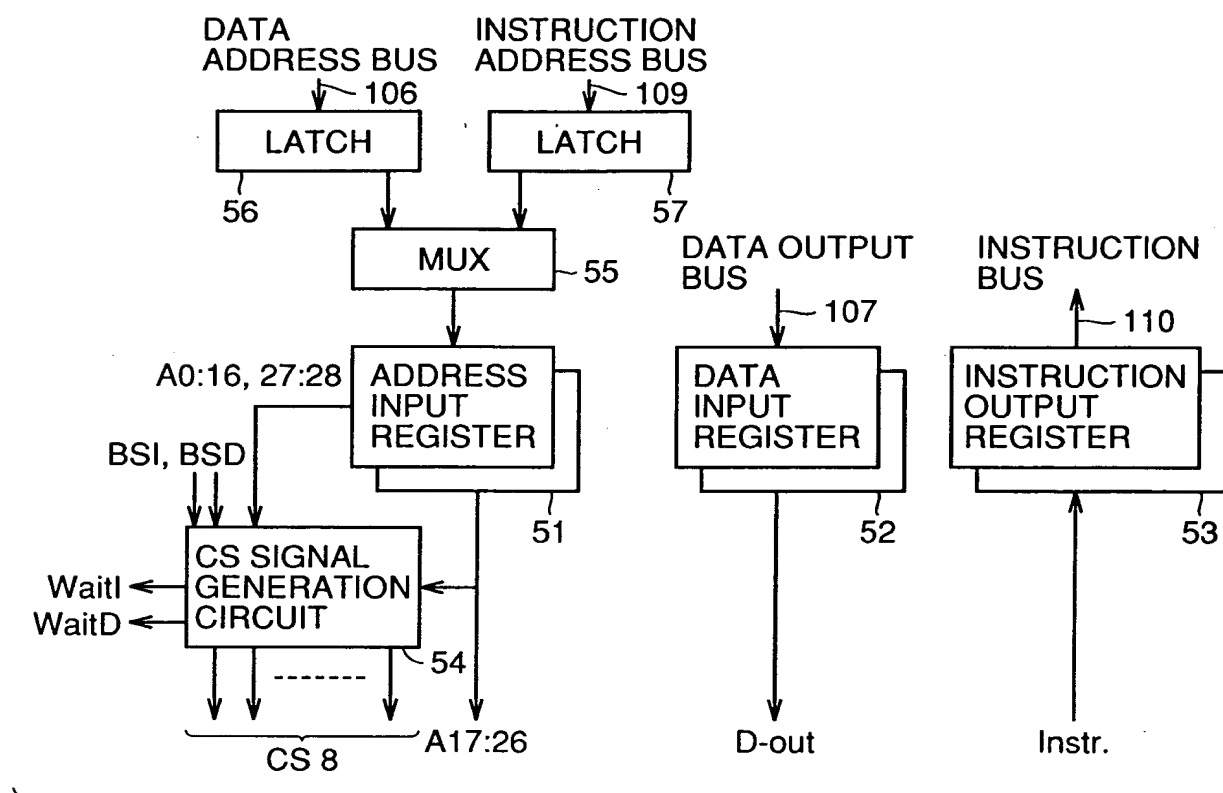 DATA
ADDRESS BUS
INSTRUCTION
ADDRESS BUS
106
109
LATCH
LATCH
56
57
MUX
55
DATA OUTPUT
BUS
INSTRUCTION
BUS
107
110
A0:16, 27:28
ADDRESS
INPUT
REGISTER
DATA
INPUT
REGISTER
INSTRUCTION
OUTPUT
REGISTER
BSI, BSD
51
52
53
CS SIGNAL
GENERATION
CIRCUIT
WaitI
WaitD
54
CS 8
A17:26
D-out
Instr.